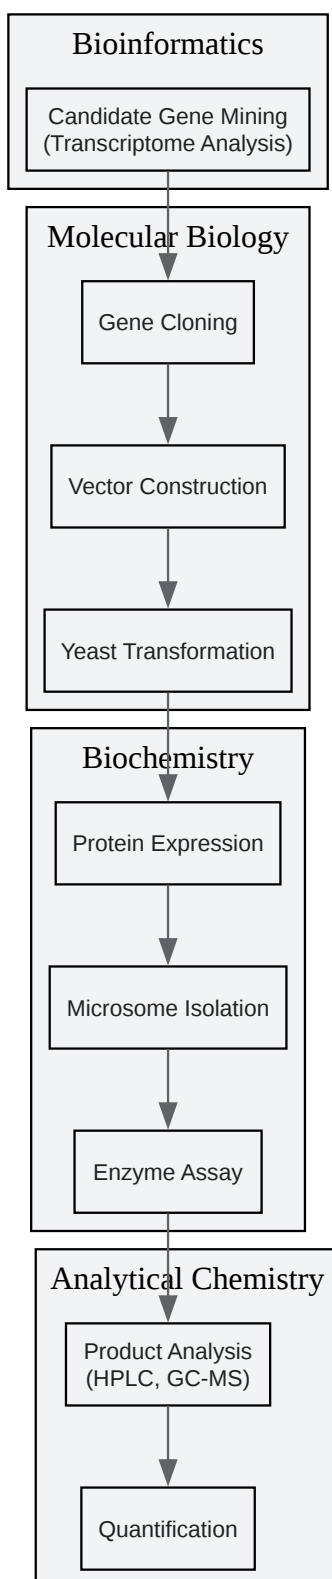 Bioinformatics
Candidate Gene Mining
(Transcriptome Analysis)
Molecular Biology
Gene Cloning
Vector Construction
Yeast Transformation
Biochemistry
Protein Expression
Microsome Isolation
Enzyme Assay
Analytical Chemistry
Product Analysis
(HPLC, GC-MS)
Quantification